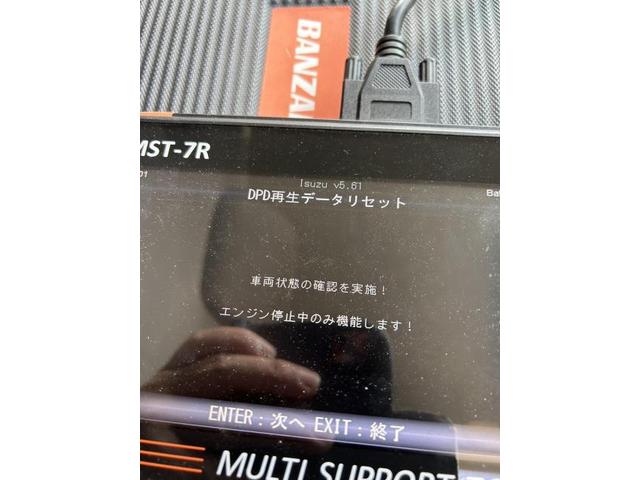 BANZAI
MST-7R
01
Isuzu v5.61
Bat
DPD再生データリセット
車両状態の確認を実施!
エンジン停止中のみ機能します!
ENTER:次へ EXIT:終了
MULTI SUPPORT